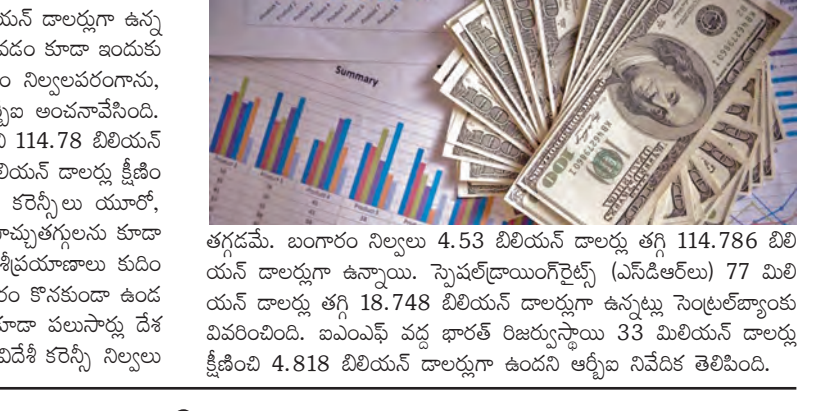 యన్ డాలర్లుగా ఉన్న
వడం కూడా ఇందుకు
ం నిల్వలపరంగాను,
్బీఐ అంచనావేసింది.
ని 114.78 బిలియన్
లియన్ డాలర్లు క్షీణిం
కరెన్సీలు యూరో,
ూచ్చుతగ్గులను కూడా
శీప్రయాణాలు కుదిం
రం కొనకుండా ఉండ
ూడా పలుసార్లు దేశ
విదేశీ కరెన్సీ నిల్వలు
Summary
తగ్గడమే. బంగారం నిల్వలు 4.53 బిలియన్ డాలర్లు తగ్గి 114.786 బిలి
యన్ డాలర్లుగా ఉన్నాయి. స్పెషల్‌డ్రాయింగ్‌రైట్స్ (ఎస్‌డిఆర్‌లు) 77 మిలి
యన్ డాలర్లు తగ్గి 18.748 బిలియన్ డాలర్లుగా ఉన్నట్లు సెంట్రల్‌బ్యాంకు
వివరించింది. ఐఎంఎఫ్ వద్ద భారత్ రిజర్వుస్థాయి 33 మిలియన్ డాలర్లు
క్షీణించి 4.818 బిలియన్ డాలర్లుగా ఉందని ఆర్బీఐ నివేదిక తెలిపింది.